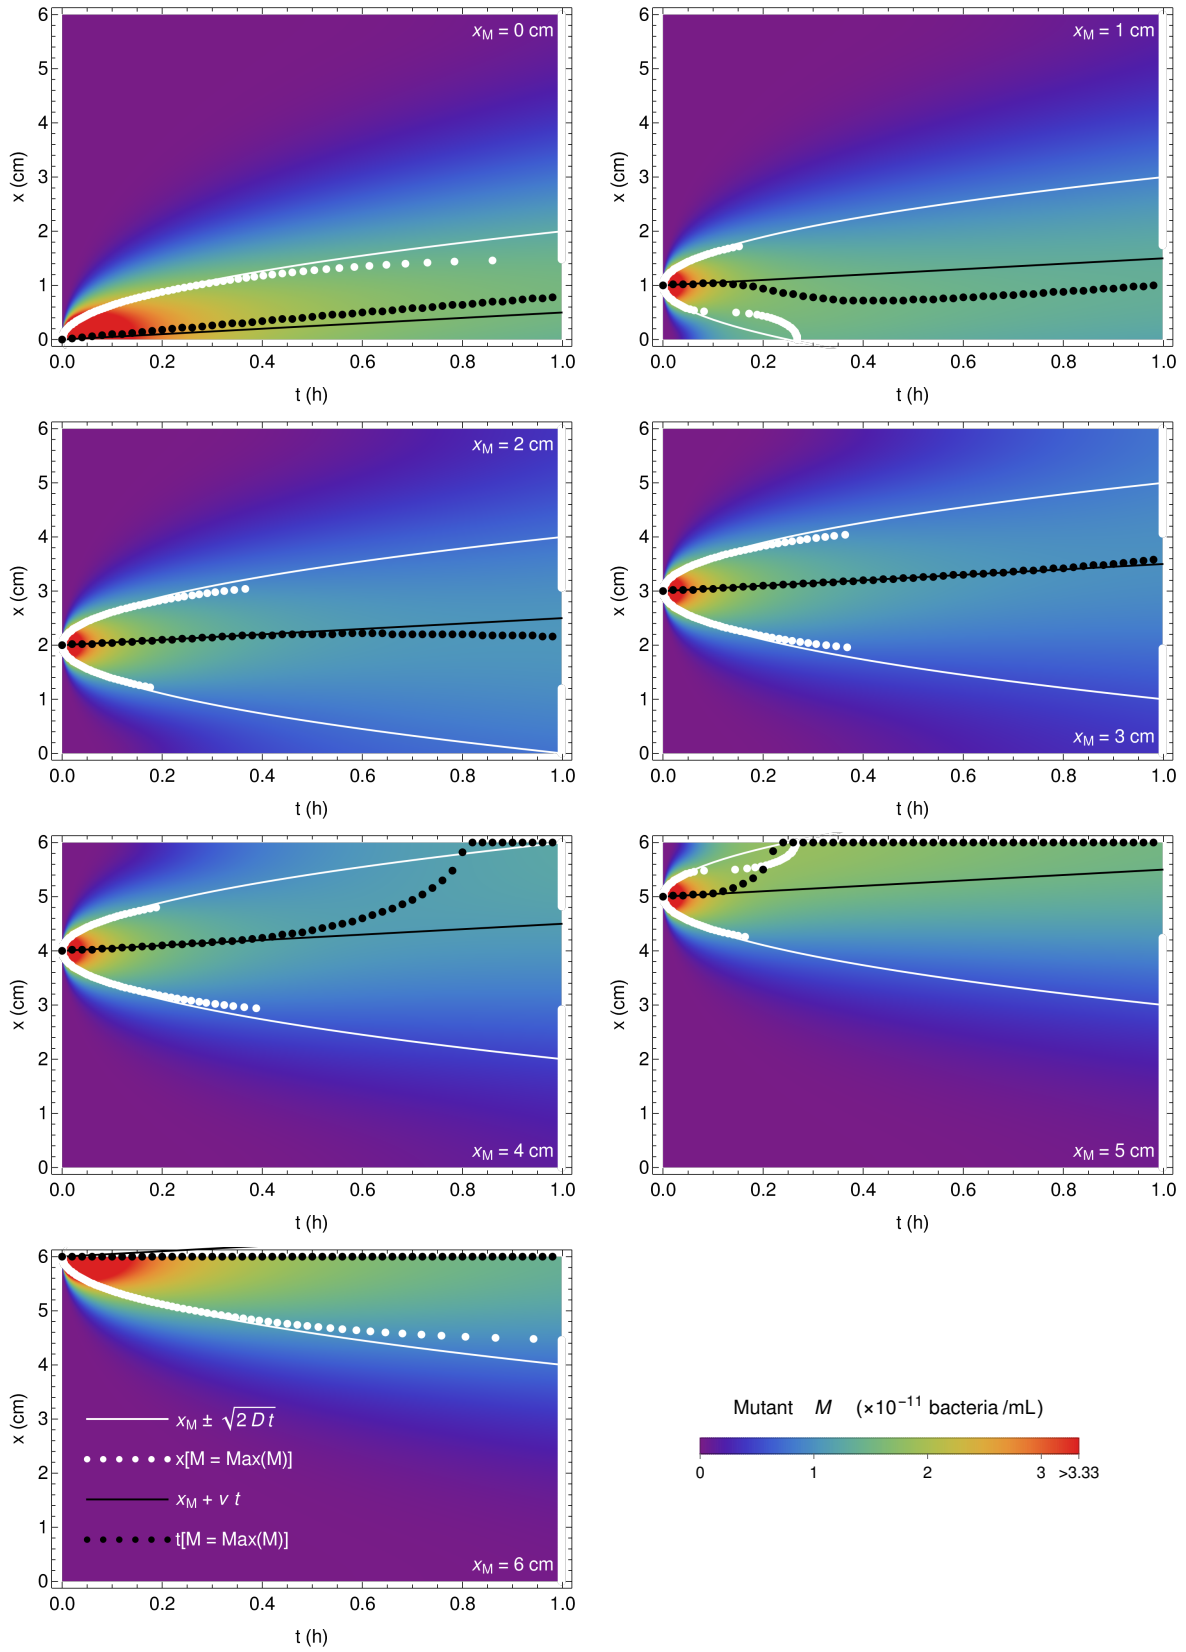 x_M = 0 cm
x (cm)
6
5
4
3
2
1
0
0.0 0.2 0.4 0.6 0.8 1.0
t (h)
x_M = 1 cm
x (cm)
6
5
4
3
2
1
0
0.0 0.2 0.4 0.6 0.8 1.0
t (h)
x_M = 2 cm
x (cm)
6
5
4
3
2
1
0
0.0 0.2 0.4 0.6 0.8 1.0
t (h)
x (cm)
6
5
4
3
2
1
0
x_M = 3 cm
0.0 0.2 0.4 0.6 0.8 1.0
t (h)
x (cm)
6
5
4
3
2
1
0
x_M = 4 cm
0.0 0.2 0.4 0.6 0.8 1.0
t (h)
x (cm)
6
5
4
3
2
1
0
x_M = 5 cm
0.0 0.2 0.4 0.6 0.8 1.0
t (h)
x (cm)
6
5
4
3
2
1
0
x_M ± √2 D t
x[M = Max(M)]
x_M + v t
t[M = Max(M)]
x_M = 6 cm
0.0 0.2 0.4 0.6 0.8 1.0
t (h)
Mutant M (×10⁻¹¹ bacteria /mL)
0 1 2 3 >3.33